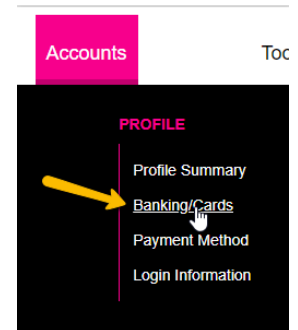 Accounts
PROFILE
Profile Summary
Banking/Cards
Payment Method
Login Information